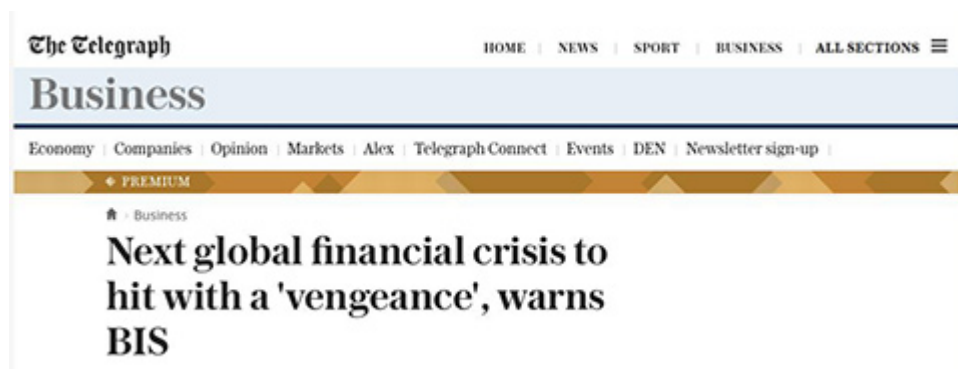 The Telegraph
HOME | NEWS | SPORT | BUSINESS | ALL SECTIONS
Business
Economy | Companies | Opinion | Markets | Alex | Telegraph Connect | Events | DEN | Newsletter sign-up |
PREMIUM
Business
Next global financial crisis to
hit with a 'vengeance', warns
BIS